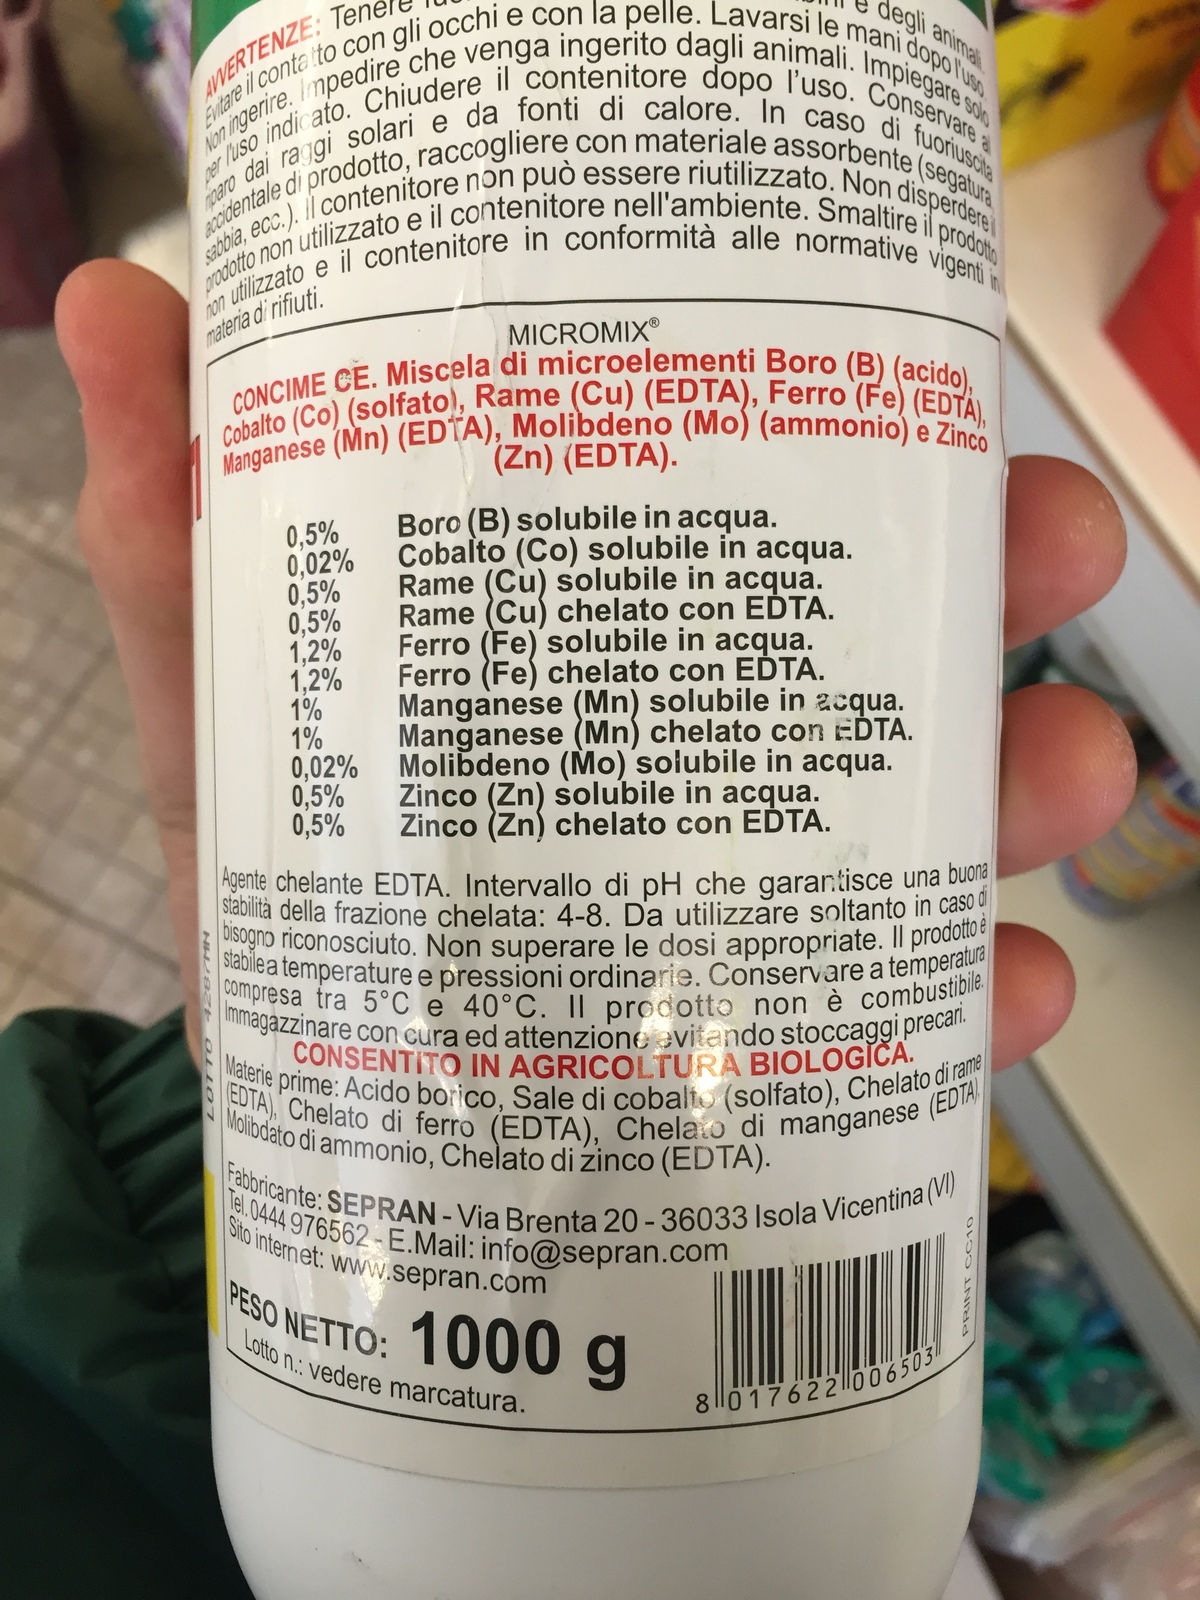 AVVERTENZE: Tenere
e degli animali.
Evitare il contatto con gli occhi e con la pelle. Lavarsi le mani dopo l'uso.
Non ingerire. Impedire che venga ingerito dagli animali. Impiegare solo
per l'uso indicato. Chiudere il contenitore dopo l'uso. Conservare al
riparo dai raggi solari e da fonti di calore. In caso di fuoriuscita
accidentale di prodotto, raccogliere con materiale assorbente (segatura,
sabbia, ecc.). Il contenitore non può essere riutilizzato. Non disperdere il
prodotto non utilizzato e il contenitore nell'ambiente. Smaltire il prodotto
non utilizzato e il contenitore in conformità alle normative vigenti in
materia di rifiuti.
MICROMIX®
CONCIME CE. Miscela di microelementi Boro (B) (acido),
Cobalto (Co) (solfato), Rame (Cu) (EDTA), Ferro (Fe) (EDTA),
Manganese (Mn) (EDTA), Molibdeno (Mo) (ammonio) e Zinco
(Zn) (EDTA).
0,5% Boro (B) solubile in acqua.
0,02% Cobalto (Co) solubile in acqua.
0,5% Rame (Cu) solubile in acqua.
0,5% Rame (Cu) chelato con EDTA.
1,2% Ferro (Fe) solubile in acqua.
1,2% Ferro (Fe) chelato con EDTA.
1% Manganese (Mn) solubile in acqua.
1% Manganese (Mn) chelato con EDTA.
0,02% Molibdeno (Mo) solubile in acqua.
0,5% Zinco (Zn) solubile in acqua.
0,5% Zinco (Zn) chelato con EDTA.
Agente chelante EDTA. Intervallo di pH che garantisce una buona
stabilità della frazione chelata: 4-8. Da utilizzare soltanto in caso di
bisogno riconosciuto. Non superare le dosi appropriate. Il prodotto è
stabile a temperature e pressioni ordinarie. Conservare a temperatura
compresa tra 5°C e 40°C. Il prodotto non è combustibile.
Immagazzinare con cura ed attenzione evitando stoccaggi precari.
CONSENTITO IN AGRICOLTURA BIOLOGICA.
Materie prime: Acido borico, Sale di cobalto (solfato), Chelato di rame
(EDTA), Chelato di ferro (EDTA), Chelato di manganese (EDTA),
Molibdato di ammonio, Chelato di zinco (EDTA).
Fabbricante: SEPRAN - Via Brenta 20 - 36033 Isola Vicentina (VI)
Tel. 0444 976562 - E.Mail: info@sepran.com
Sito internet: www.sepran.com
PESO NETTO: 1000 g
Lotto n.: vedere marcatura.
8 017622 006503
PRINT CC10
LOTTO